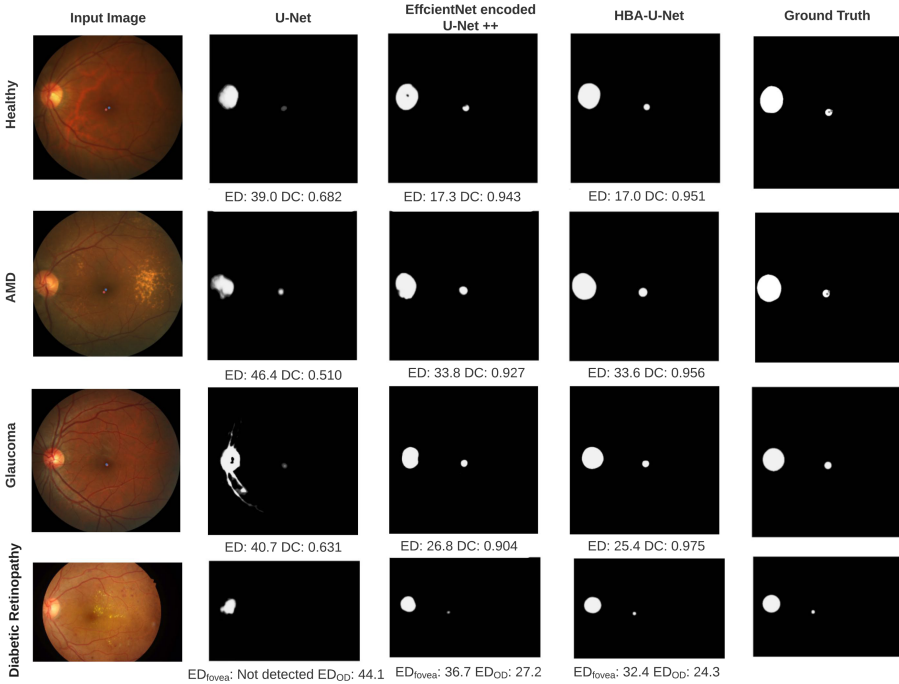 Input Image
U-Net
EffcientNet encoded
U-Net ++
HBA-U-Net
Ground Truth
Healthy
ED: 39.0 DC: 0.682
ED: 17.3 DC: 0.943
ED: 17.0 DC: 0.951
AMD
ED: 46.4 DC: 0.510
ED: 33.8 DC: 0.927
ED: 33.6 DC: 0.956
Glaucoma
ED: 40.7 DC: 0.631
ED: 26.8 DC: 0.904
ED: 25.4 DC: 0.975
Diabetic Retinopathy
EDfovea: Not detected EDOD: 44.1
EDfovea: 36.7 EDOD: 27.2
EDfovea: 32.4 EDOD: 24.3